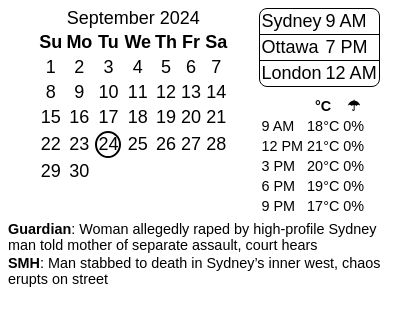 September 2024
Su Mo Tu We Th Fr Sa
1 2 3 4 5 6 7
8 9 10 11 12 13 14
15 16 17 18 19 20 21
22 23 24 25 26 27 28
29 30
Sydney 9 AM
Ottawa 7 PM
London 12 AM
°C ☂
9 AM 18°C 0%
12 PM 21°C 0%
3 PM 20°C 0%
6 PM 19°C 0%
9 PM 17°C 0%
Guardian: Woman allegedly raped by high-profile Sydney
man told mother of separate assault, court hears
SMH: Man stabbed to death in Sydney’s inner west, chaos
erupts on street